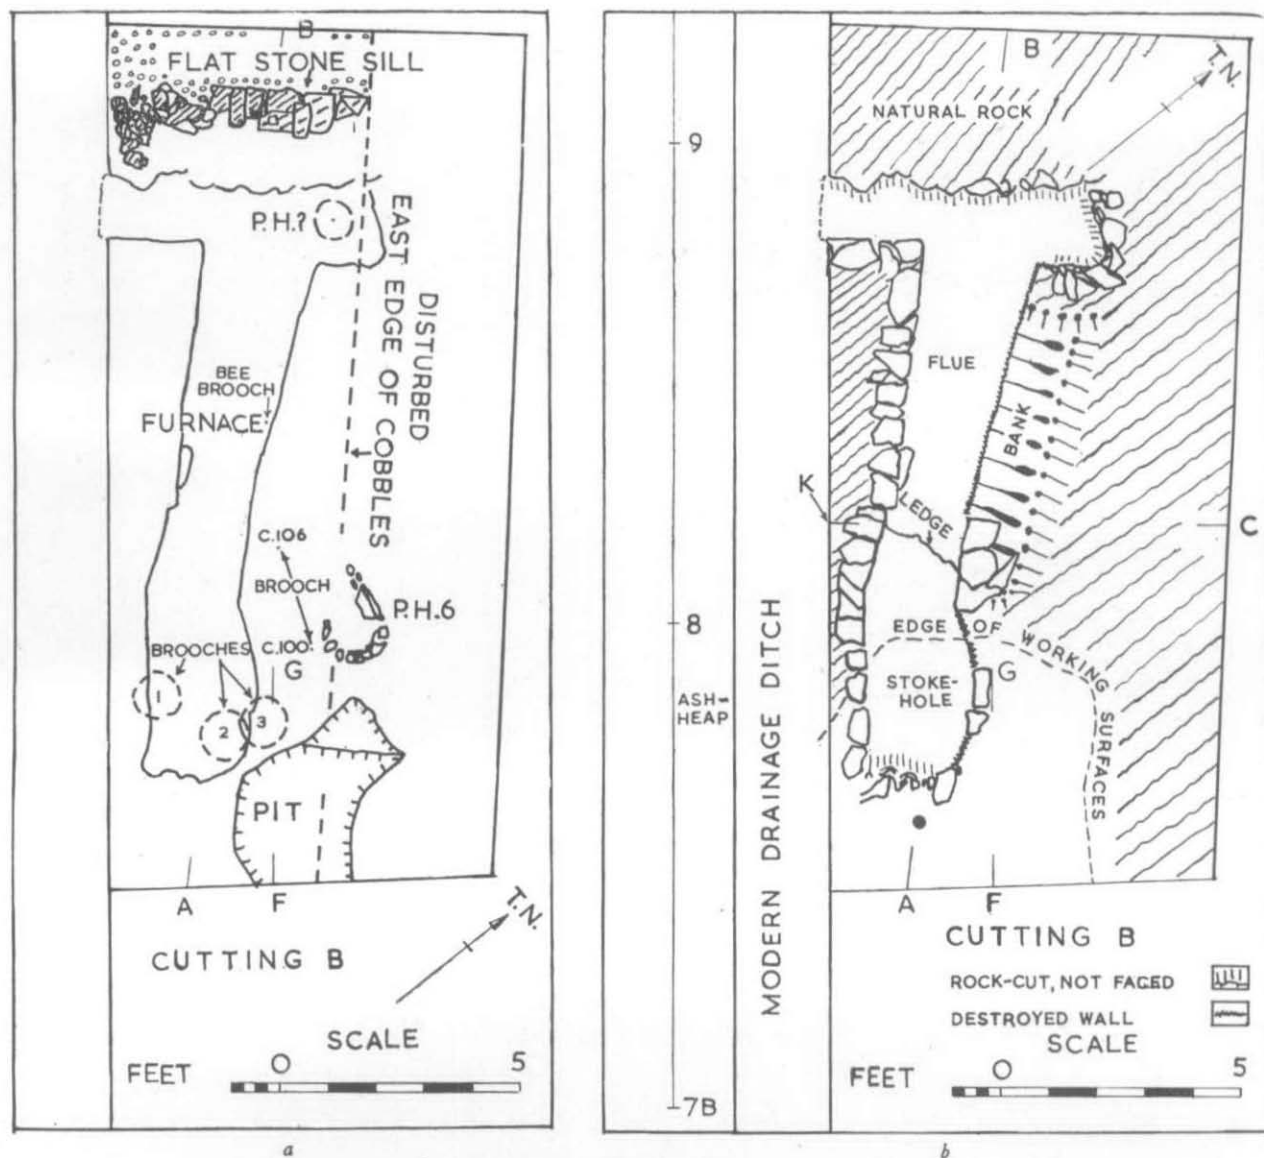 B
FLAT STONE SILL
P.H.?
EAST EDGE OF COBBLES
DISTURBED
BEE
BROOCH
FURNACE
C.106
BROOCH
P.H.6
BROOCHES
C.100
G
1
2
3
PIT
A
F
T.N.
CUTTING B
SCALE
FEET
O
5
a
B
T.N.
NATURAL ROCK
9
FLUE
BANK
K
LEDGE
C
8
EDGE OF WORKING SURFACES
G
STOKE-
HOLE
ASH-
HEAP
MODERN DRAINAGE DITCH
A
F
CUTTING B
ROCK-CUT, NOT FACED
DESTROYED WALL
SCALE
FEET
O
5
7B
b